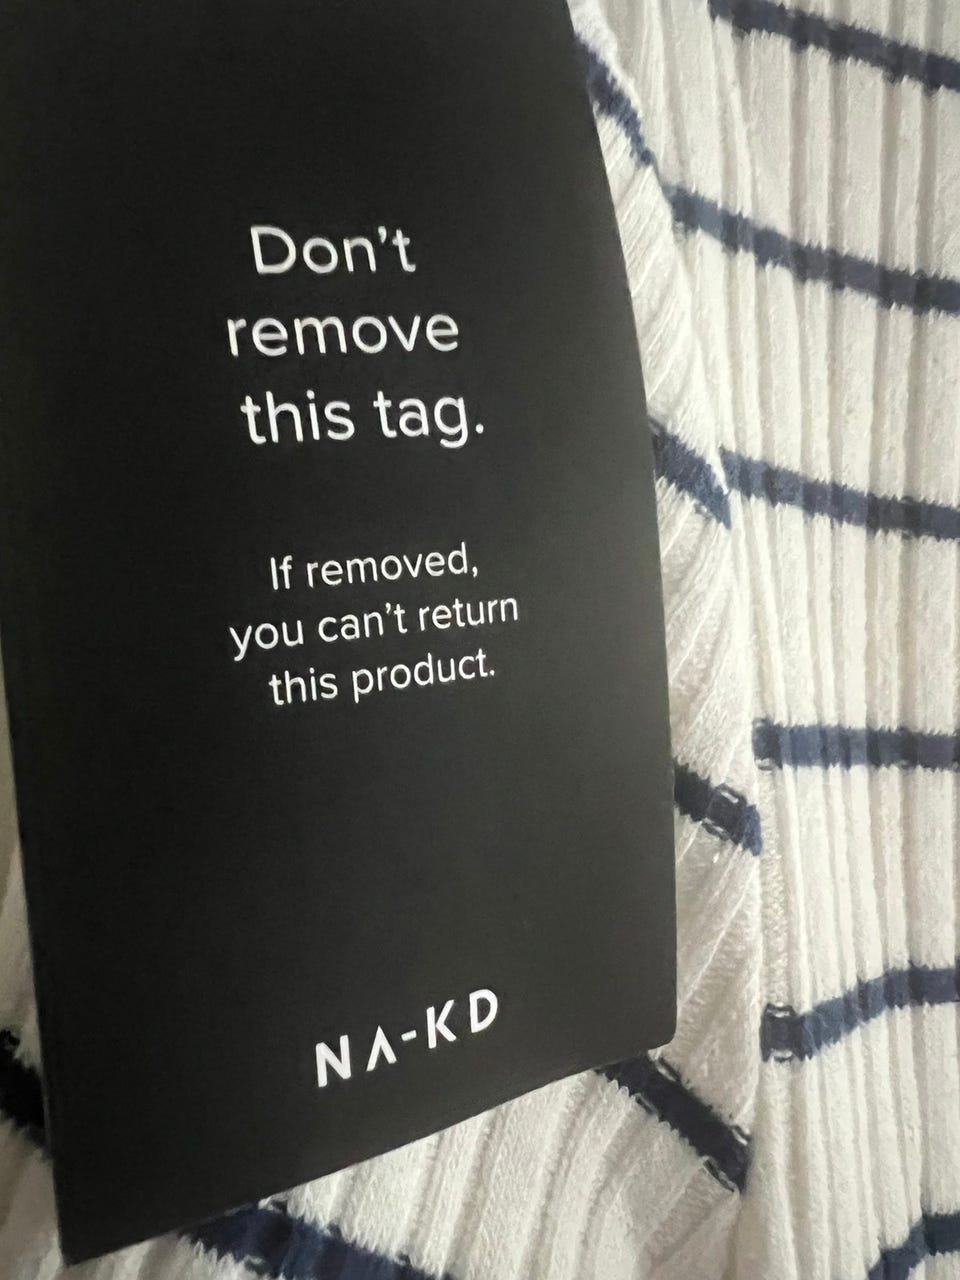 Don't
remove
this tag.
If removed,
you can't return
this product.
NA-KD